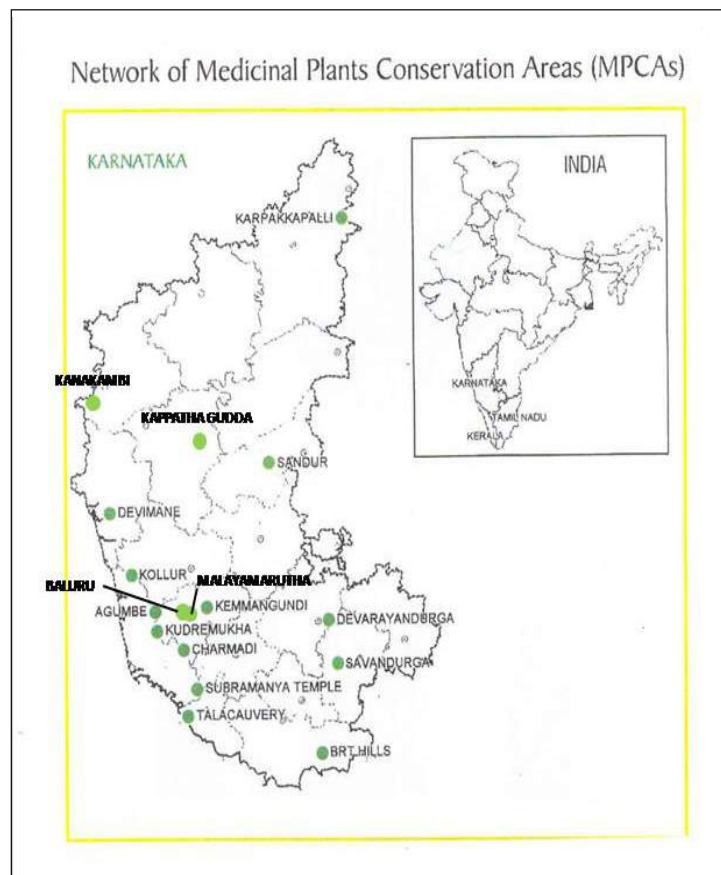 Network of Medicinal Plants Conservation Areas (MPCAs)
KARNATAKA
INDIA
KARPAKKAPALLI
KARNATAKA
TAMIL NADU
KERALA
KANAKAMBI
KAPPATHA GUDDA
SANDUR
DEVIMANE
KOLLUR
MALAYAMARUTHA
BALURU
AGUMBE
KEMMANGUNDI
DEVARAYANDURGA
KUDREMUKHA
CHARMADI
SAVANDURGA
SUBRAMANYA TEMPLE
TALACAUVERY
BRT HILLS